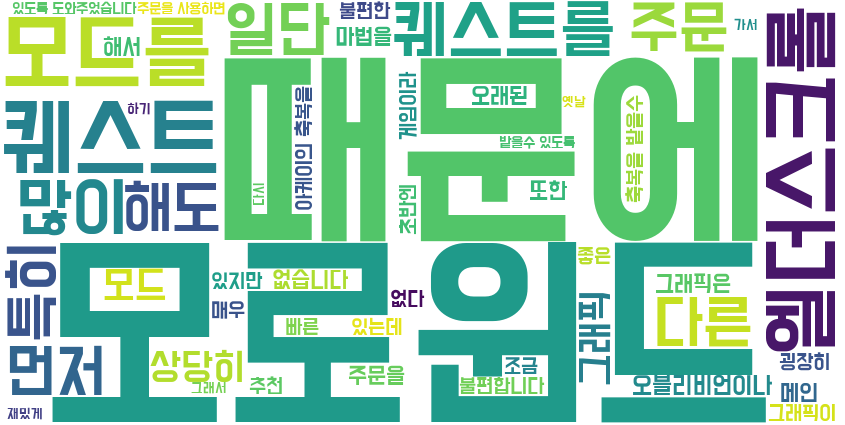 있도록 도와주었습니다
주문을 사용하면
불편한
퀘스트를
주문
가서
모드를
해서
일단
마법을
플레이
퀘스트
하기
때문에
아케이의 축복을
다시
게임이라
오래된
옛날
받을수 있도록
축복을 받을수
많이
해도
초반엔
또한
특히
모로윈드
모드
있지만
없습니다
매우
없다
좋은
그래픽은
다른
그래픽
빠른
있는데
먼저
상당히
그래서
추천
주문을
조금
불편합니다
오블리비언이나
굉장히
메인
그래픽이
재밌게